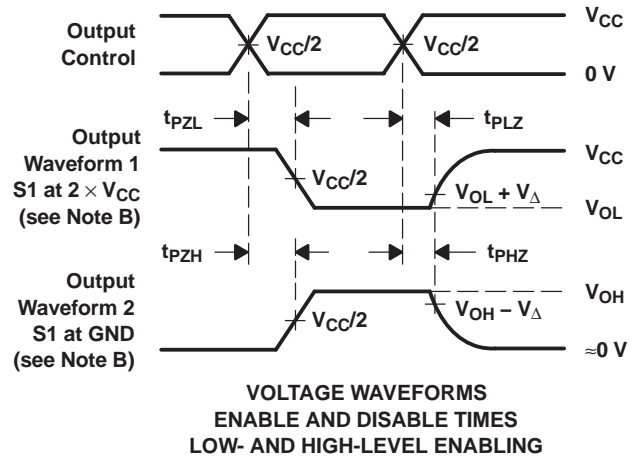 Output
Control
V_CC/2
V_CC/2
V_CC
0 V
t_PZL
t_PLZ
Output
Waveform 1
S1 at 2 × V_CC
(see Note B)
V_CC/2
V_CC
V_OL + V_Δ
V_OL
t_PZH
t_PHZ
Output
Waveform 2
S1 at GND
(see Note B)
V_CC/2
V_OH
V_OH − V_Δ
≈0 V
VOLTAGE WAVEFORMS
ENABLE AND DISABLE TIMES
LOW- AND HIGH-LEVEL ENABLING